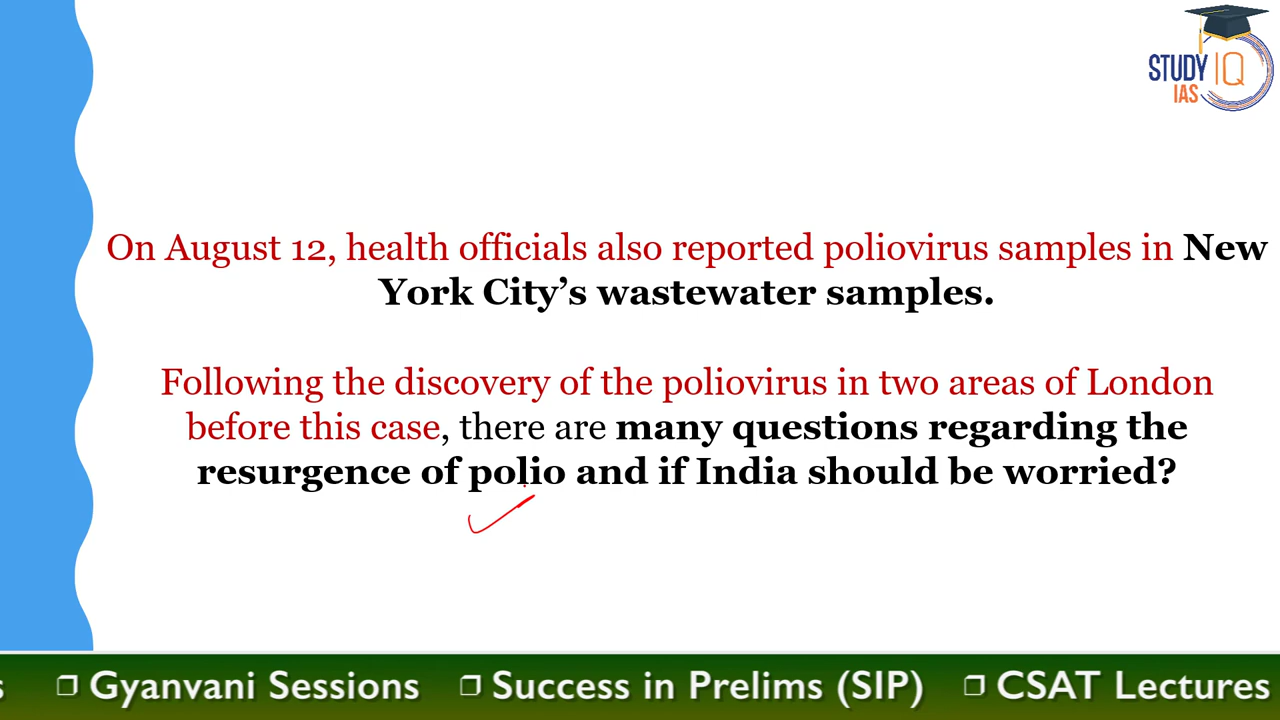 STUDY IQ
IAS
On August 12, health officials also reported poliovirus samples in New
York City’s wastewater samples.
Following the discovery of the poliovirus in two areas of London
before this case, there are many questions regarding the
resurgence of polio and if India should be worried?
s ❐ Gyanvani Sessions ❐ Success in Prelims (SIP) ❐ CSAT Lectures